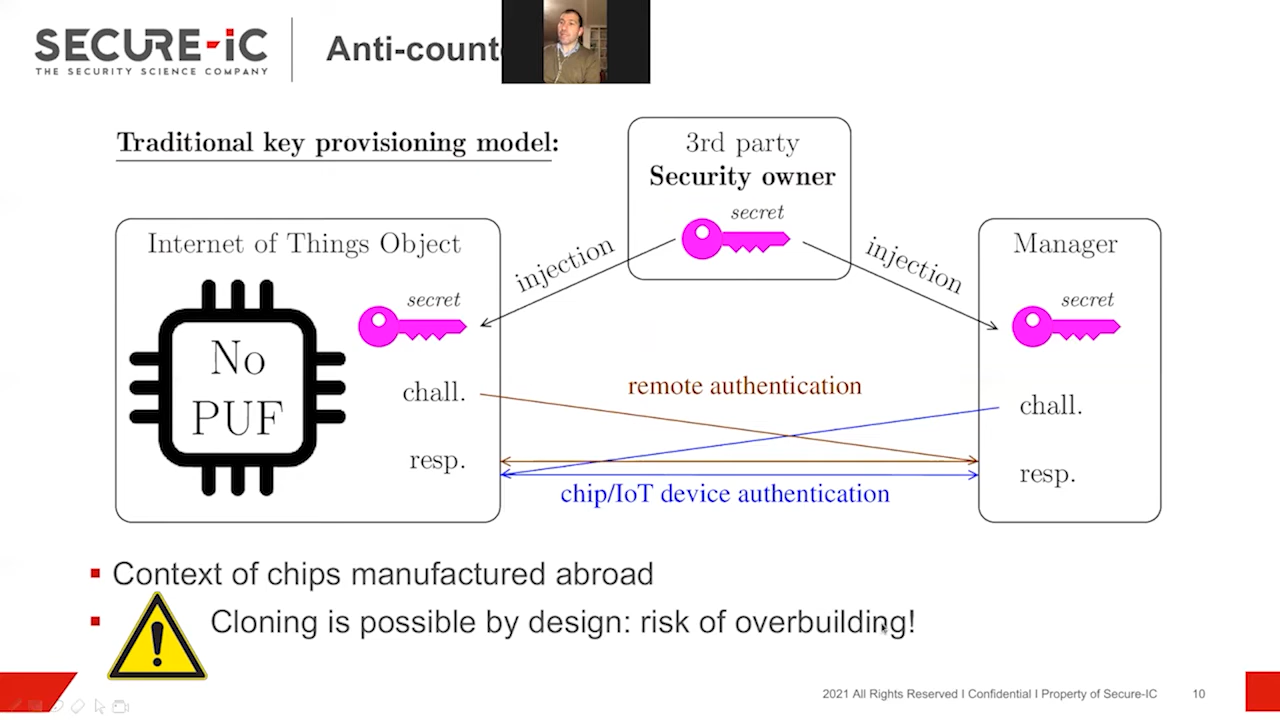 SECURE-iC
THE SECURITY SCIENCE COMPANY
Anti-count
Traditional key provisioning model:
3rd party
Security owner
secret
injection
injection
Internet of Things Object
secret
No
PUF
chall.
resp.
Manager
secret
chall.
resp.
remote authentication
chip/IoT device authentication
Context of chips manufactured abroad
Cloning is possible by design: risk of overbuilding!
2021 All Rights Reserved I Confidential I Property of Secure-IC
10